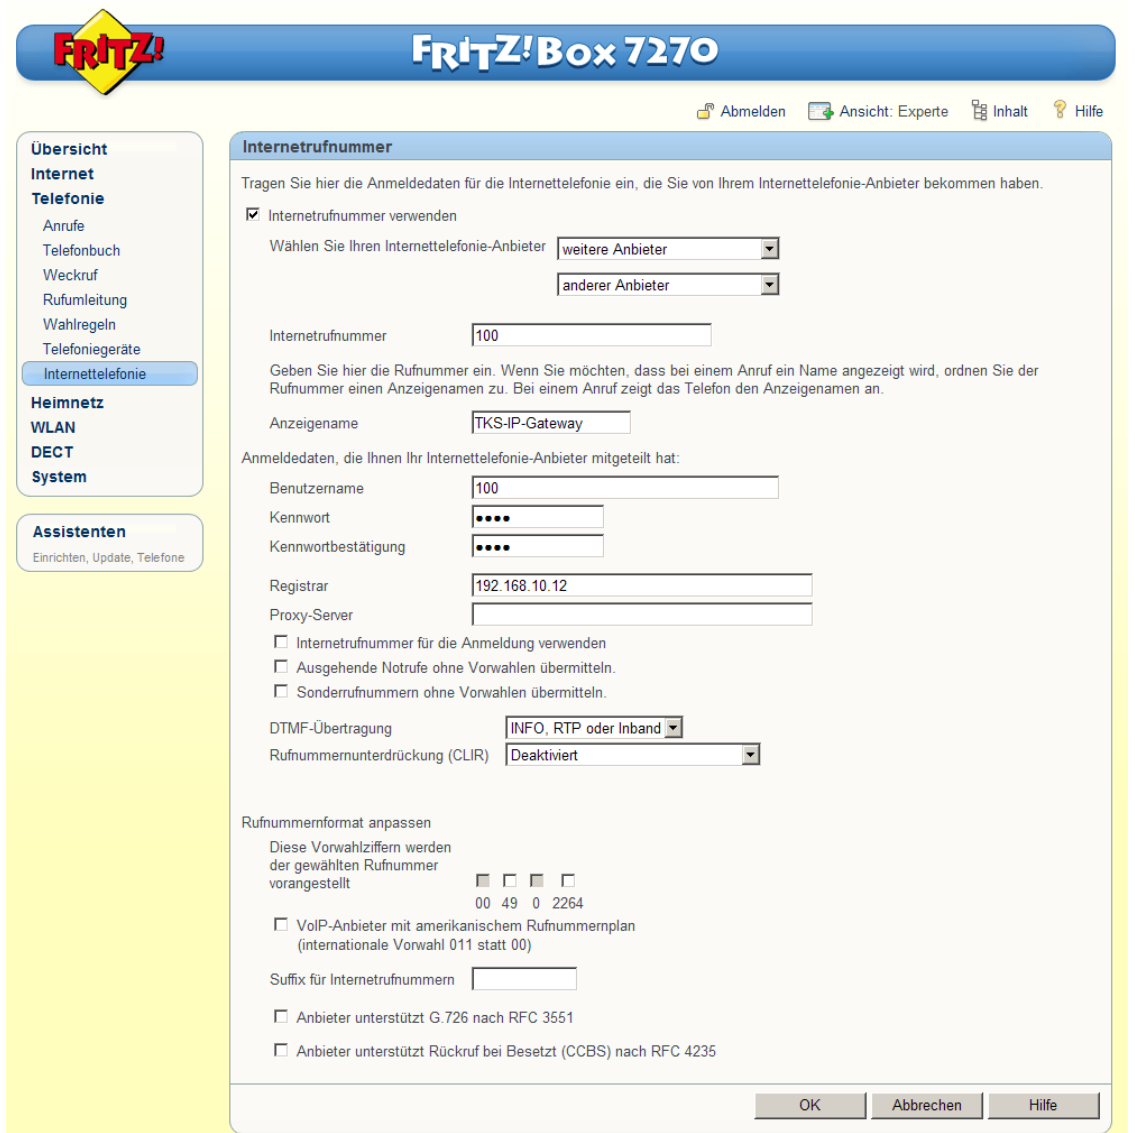 FRITZ!
FRITZ!Box 7270
Abmelden Ansicht: Experte Inhalt Hilfe
Übersicht
Internet
Telefonie
Anrufe
Telefonbuch
Weckruf
Rufumleitung
Wahlregeln
Telefoniegeräte
Internettelefonie
Heimnetz
WLAN
DECT
System
Assistenten
Einrichten, Update, Telefone
Internetrufnummer
Tragen Sie hier die Anmeldedaten für die Internettelefonie ein, die Sie von Ihrem Internettelefonie-Anbieter bekommen haben.
Internetrufnummer verwenden
Wählen Sie Ihren Internettelefonie-Anbieter weitere Anbieter
anderer Anbieter
Internetrufnummer 100
Geben Sie hier die Rufnummer ein. Wenn Sie möchten, dass bei einem Anruf ein Name angezeigt wird, ordnen Sie der
Rufnummer einen Anzeigenamen zu. Bei einem Anruf zeigt das Telefon den Anzeigenamen an.
Anzeigename TKS-IP-Gateway
Anmeldedaten, die Ihnen Ihr Internettelefonie-Anbieter mitgeteilt hat:
Benutzername 100
Kennwort ●●●●
Kennwortbestätigung ●●●●
Registrar 192.168.10.12
Proxy-Server
Internetrufnummer für die Anmeldung verwenden
Ausgehende Notrufe ohne Vorwahlen übermitteln.
Sonderrufnummern ohne Vorwahlen übermitteln.
DTMF-Übertragung INFO, RTP oder Inband
Rufnummernunterdrückung (CLIR) Deaktiviert
Rufnummernformat anpassen
Diese Vorwahlziffern werden
der gewählten Rufnummer
vorangestellt
00 49 0 2264
VoIP-Anbieter mit amerikanischem Rufnummernplan
(internationale Vorwahl 011 statt 00)
Suffix für Internetrufnummern
Anbieter unterstützt G.726 nach RFC 3551
Anbieter unterstützt Rückruf bei Besetzt (CCBS) nach RFC 4235
OK Abbrechen Hilfe